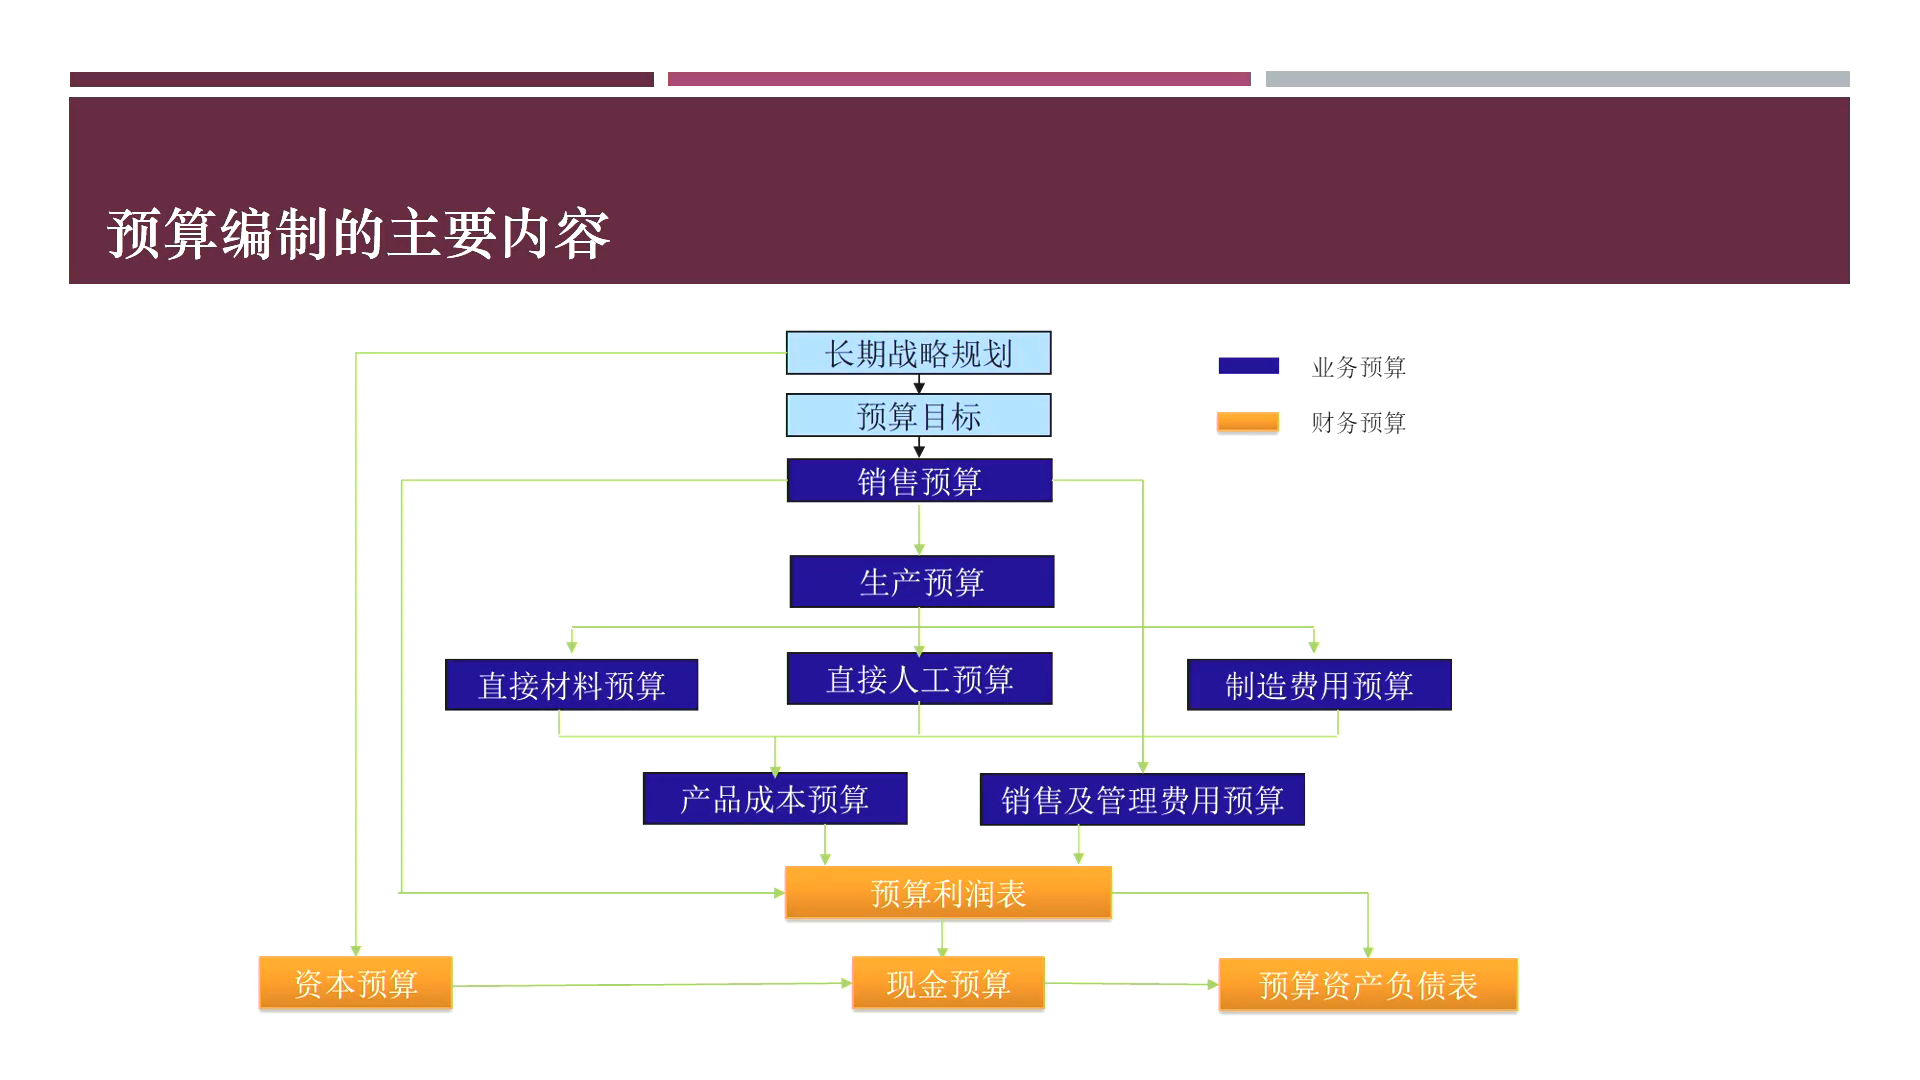 预算编制的主要内容
长期战略规划
业务预算
预算目标
财务预算
销售预算
生产预算
直接材料预算
直接人工预算
制造费用预算
产品成本预算
销售及管理费用预算
预算利润表
资本预算
现金预算
预算资产负债表